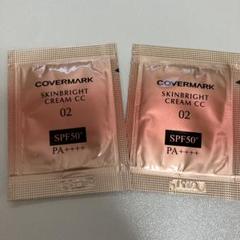 COVERMARK
SKINBRIGHT
CREAM CC
02
SPF50+
PA++++
COVERMARK
SKINBRIGHT
CREAM CC
02
SPF50+
PA++++